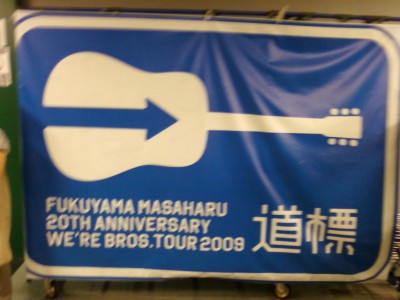 FUKUYAMA MASAHARU
20TH ANNIVERSARY
WE'RE BROS.TOUR 2009
道標